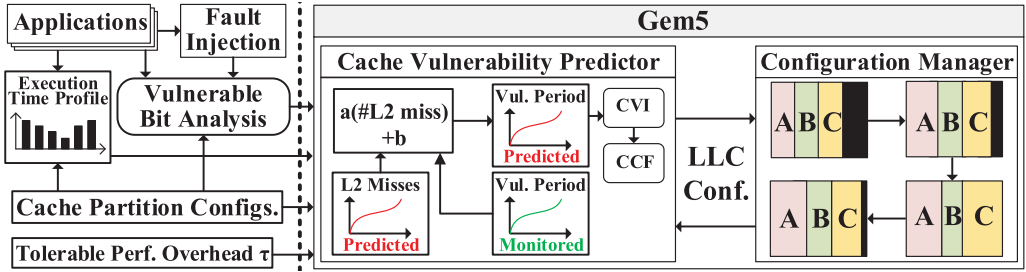 Applications
Fault
Injection
Execution
Time Profile
Vulnerable
Bit Analysis
Cache Partition Configs.
Tolerable Perf. Overhead τ
Gem5
Cache Vulnerability Predictor
a(#L2 miss)
+b
Vul. Period
Predicted
CVI
CCF
L2 Misses
Predicted
Vul. Period
Monitored
LLC
Conf.
Configuration Manager
A B C
A B C
A B C
A B C